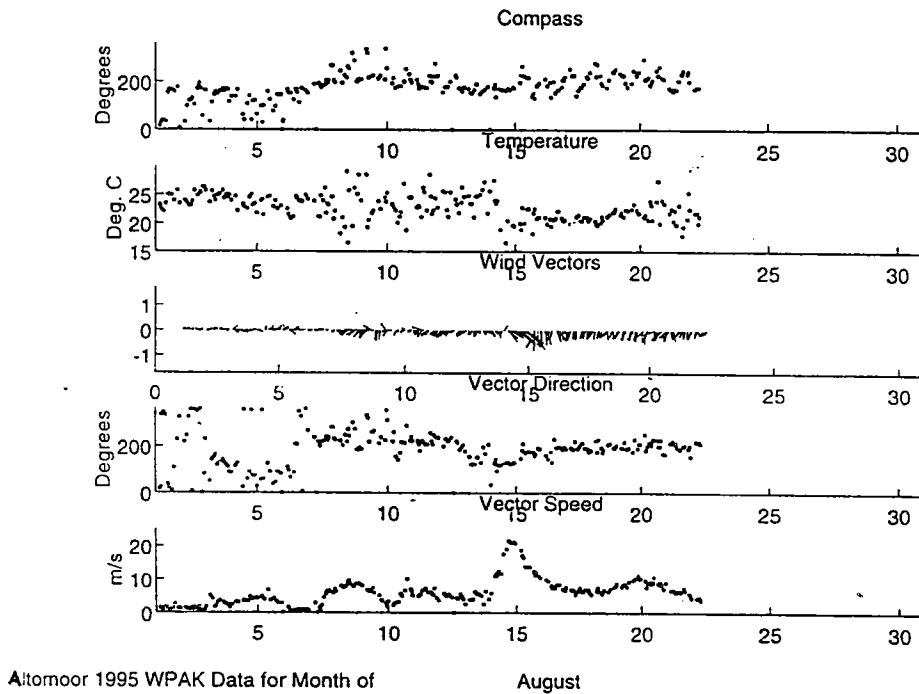 Compass
Degrees
200
0
5 10 15 20 25 30
Temperature
Deg. C
25
20
15
5 10 15 20 25 30
Wind Vectors
1
0
-1
0 5 10 15 20 25 30
Vector Direction
Degrees
200
0
5 10 15 20 25 30
Vector Speed
m/s
20
10
0
5 10 15 20 25 30
Altomoor 1995 WPAK Data for Month of August